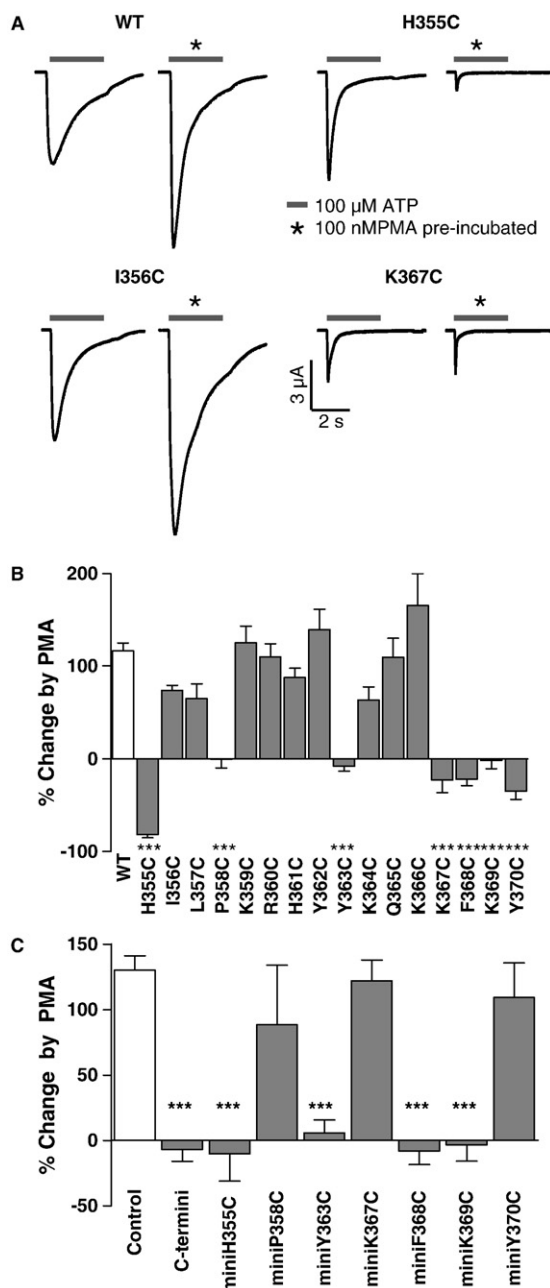 A WT H355C
* *
100 µM ATP
* 100 nMPMA pre-incubated
I356C K367C
* *
3 µA
2 s
B
% Change by PMA
200
100
0
-100
*** *** *** *** *** *** ***
WT H355C I356C L357C P358C K359C R360C H361C Y362C Y363C K364C Q365C K366C K367C F368C K369C Y370C
C
% Change by PMA
150
100
50
0
-50
*** *** *** *** ***
Control C-termini miniH355C miniP358C miniY363C miniK367C miniF368C miniK369C miniY370C